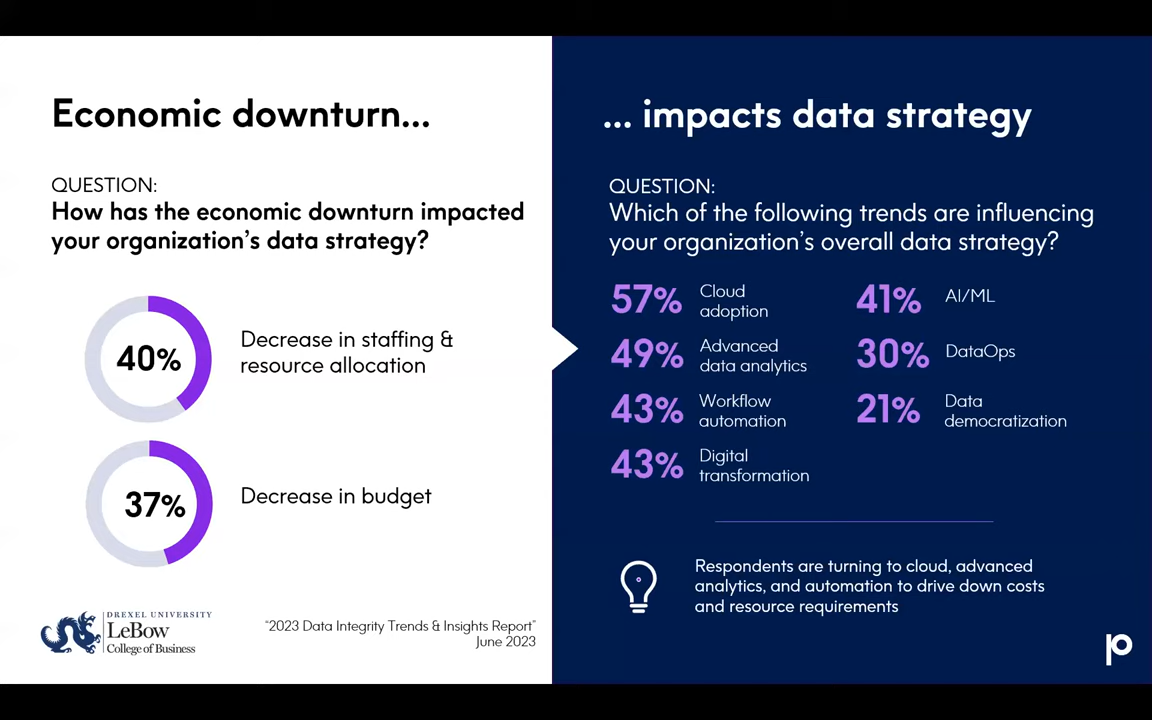 Economic downturn...
QUESTION:
How has the economic downturn impacted
your organization's data strategy?
40%
Decrease in staffing &
resource allocation
37%
Decrease in budget
DREXEL UNIVERSITY
LeBow
College of Business
"2023 Data Integrity Trends & Insights Report"
June 2023
... impacts data strategy
QUESTION:
Which of the following trends are influencing
your organization's overall data strategy?
57%
Cloud
adoption
49%
Advanced
data analytics
43%
Workflow
automation
43%
Digital
transformation
41%
AI/ML
30%
DataOps
21%
Data
democratization
Respondents are turning to cloud, advanced
analytics, and automation to drive down costs
and resource requirements